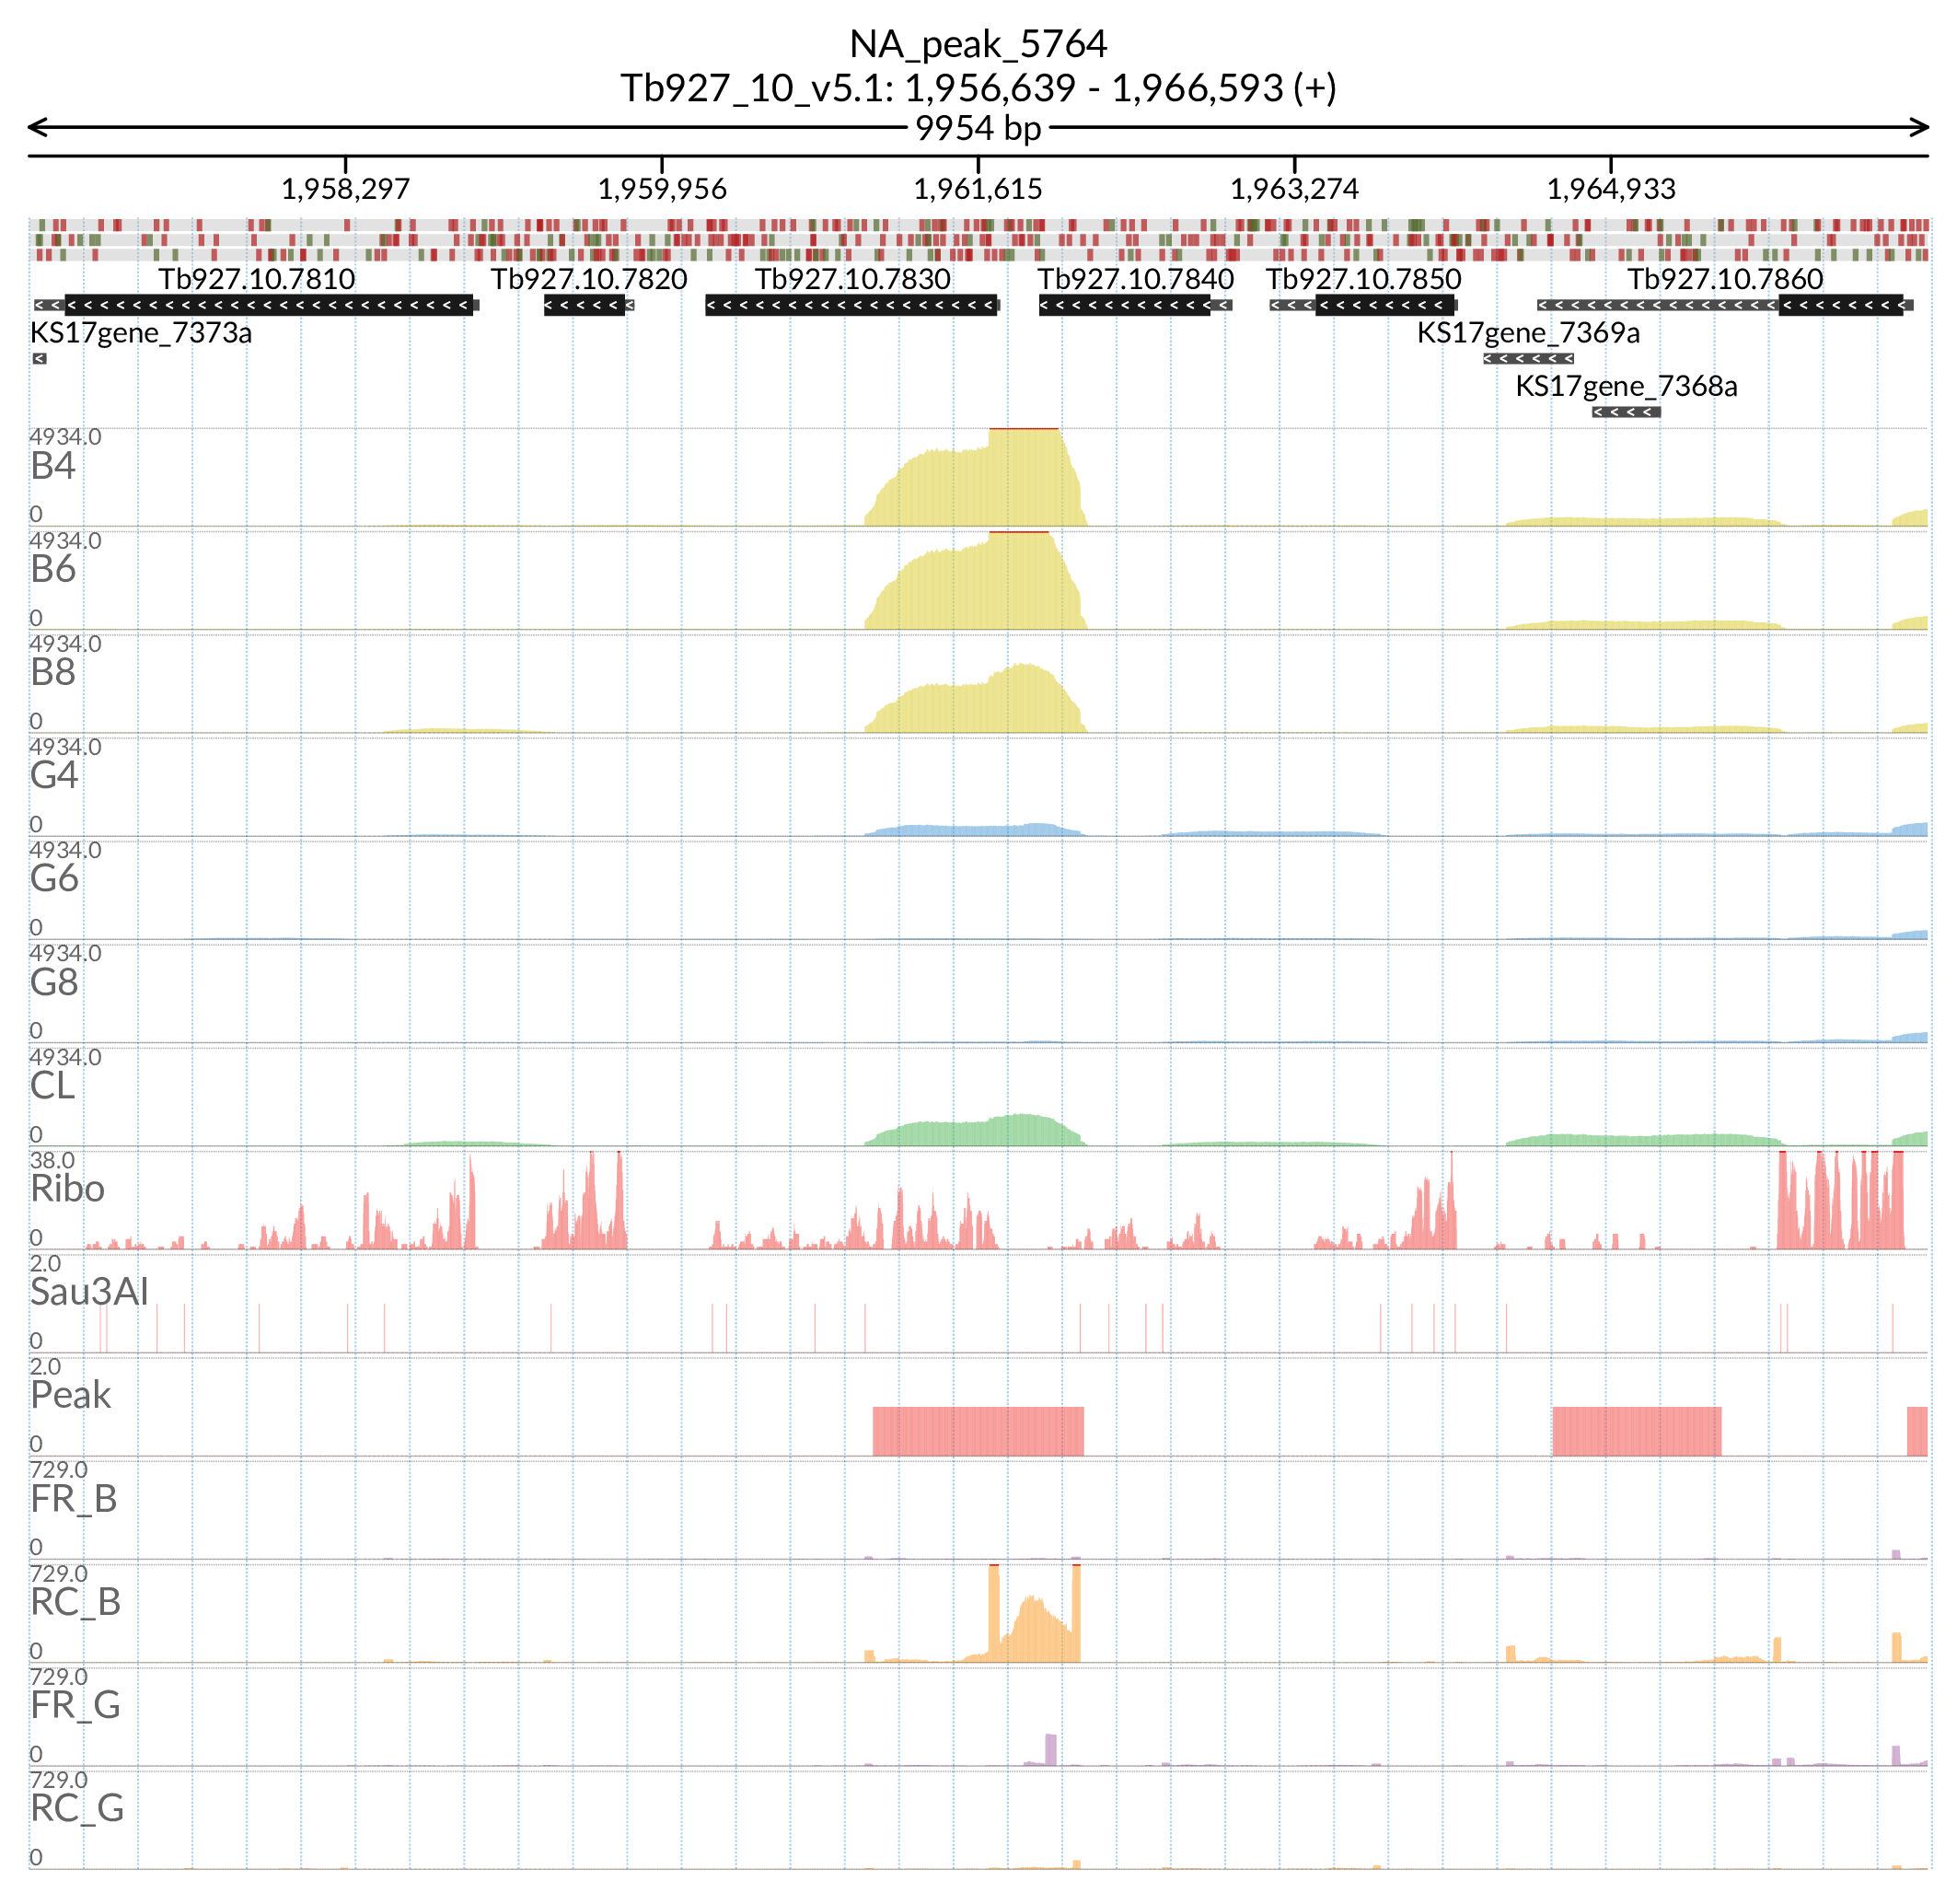 NA_peak_5764
Tb927_10_v5.1: 1,956,639 - 1,966,593 (+)
9954 bp
1,958,297 1,959,956 1,961,615 1,963,274 1,964,933
Tb927.10.7810 Tb927.10.7820 Tb927.10.7830 Tb927.10.7840 Tb927.10.7850 Tb927.10.7860
KS17gene_7373a KS17gene_7369a
KS17gene_7368a
4934.0
B4
0
4934.0
B6
0
4934.0
B8
0
4934.0
G4
0
4934.0
G6
0
4934.0
G8
0
4934.0
CL
0
38.0
Ribo
0
2.0
Sau3AI
0
2.0
Peak
0
729.0
FR_B
0
729.0
RC_B
0
729.0
FR_G
0
729.0
RC_G
0